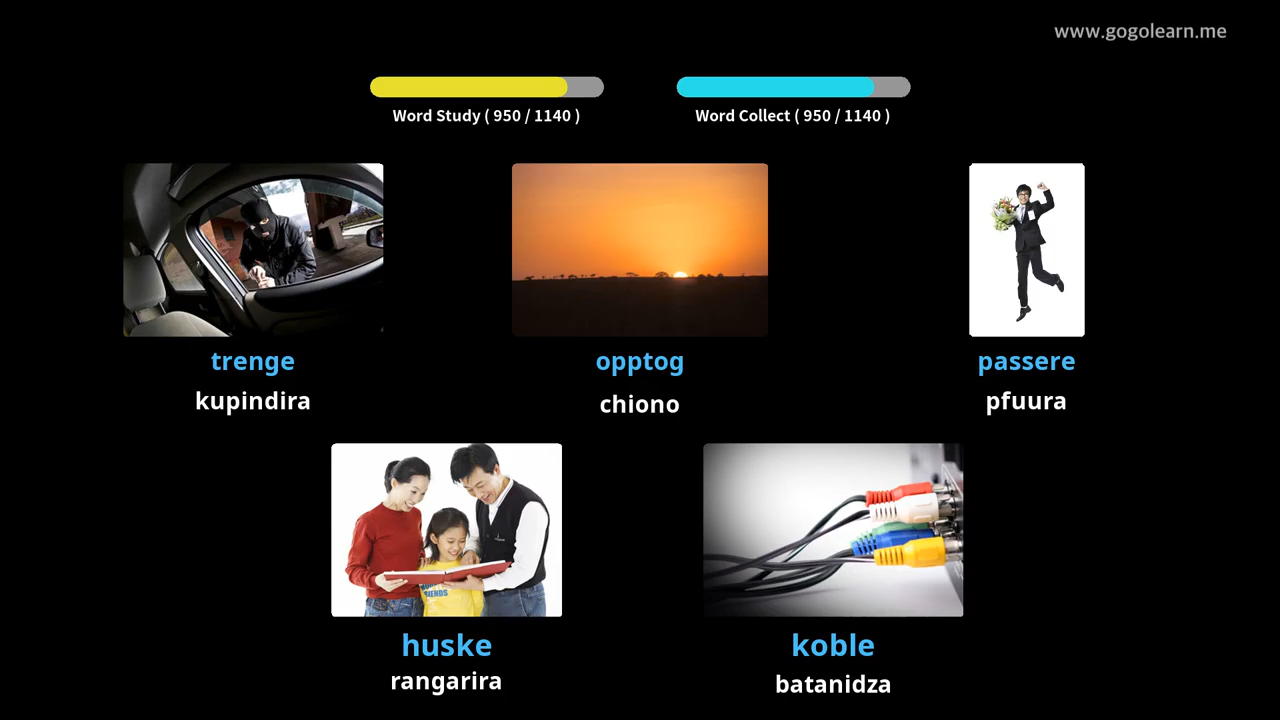 www.gogolearn.me
Word Study ( 950 / 1140 )
Word Collect ( 950 / 1140 )
trenge
kupindira
opptog
chiono
passere
pfuura
huske
rangarira
koble
batanidza